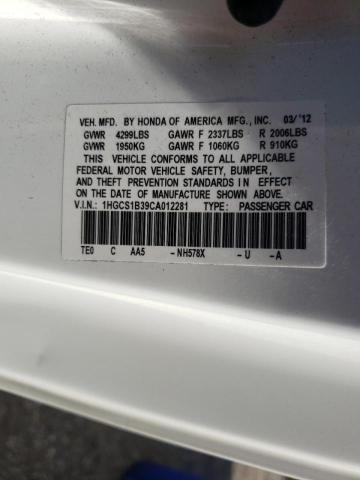 VEH. MFD. BY HONDA OF AMERICA MFG., INC. 03/'12
GVWR 4299LBS GAWR F 2337LBS R 2006LBS
GVWR 1950KG GAWR F 1060KG R 910KG
THIS VEHICLE CONFORMS TO ALL APPLICABLE
FEDERAL MOTOR VEHICLE SAFETY, BUMPER,
AND THEFT PREVENTION STANDARDS IN EFFECT
ON THE DATE OF MANUFACTURE SHOWN ABOVE.
V.I.N.: 1HGCS1B39CA012281 TYPE: PASSENGER CAR
TE0 C AA5 -NH578X -U -A